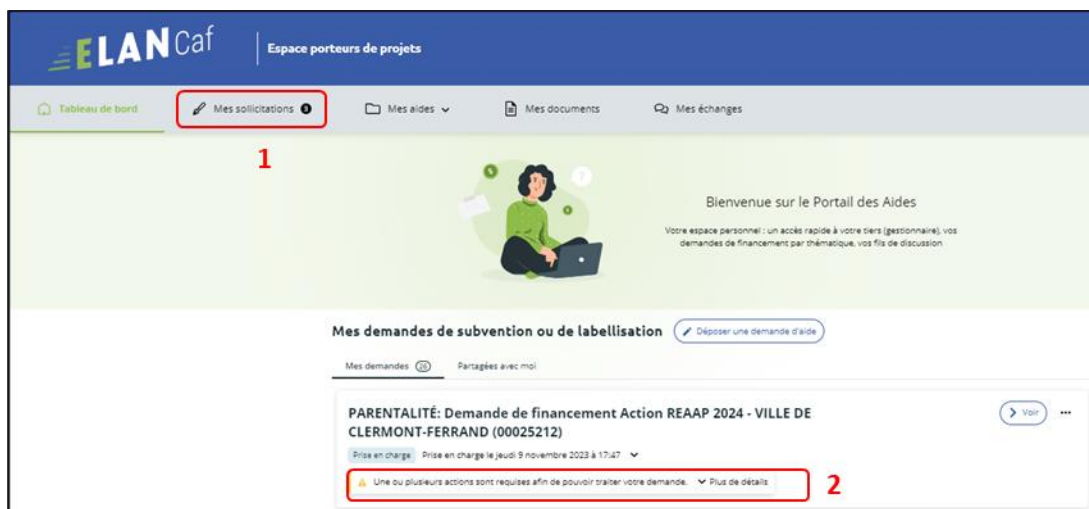 ELAN Caf
Espace porteurs de projets
Tableau de bord
Mes sollicitations 3
Mes aides
Mes documents
Mes échanges
1
Bienvenue sur le Portail des Aides
Votre espace personnel : un accès rapide à votre tiers (gestionnaire), vos
demandes de financement par thématique, vos fils de discussion
Mes demandes de subvention ou de labellisation
Déposer une demande d'aide
Mes demandes 26
Partagées avec moi
PARENTALITÉ: Demande de financement Action REAAP 2024 - VILLE DE
CLERMONT-FERRAND (00025212)
Voir
Prise en charge Prise en charge le jeudi 9 novembre 2023 à 17:47
Une ou plusieurs actions sont requises afin de pouvoir traiter votre demande. Plus de détails
2